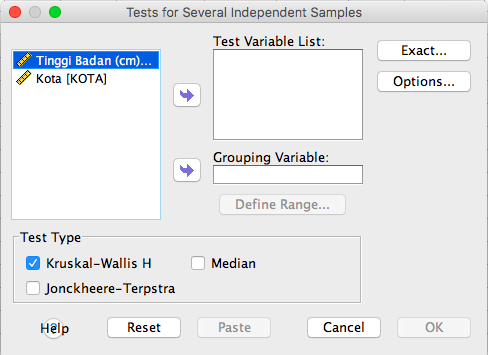 Tests for Several Independent Samples
Tinggi Badan (cm)...
Kota [KOTA]
Test Variable List:
Exact...
Options...
Grouping Variable:
Define Range...
Test Type
Kruskal-Wallis H
Median
Jonckheere-Terpstra
Help
Reset
Paste
Cancel
OK